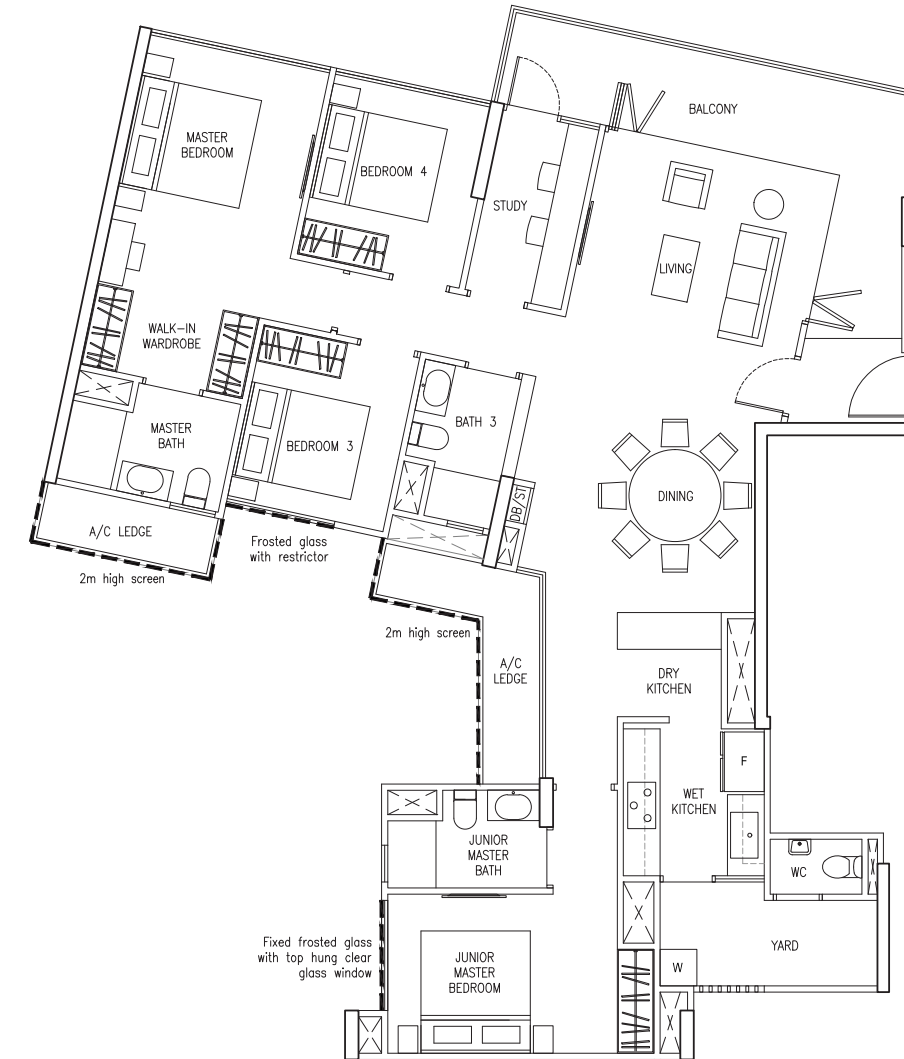 BALCONY
MASTER
BEDROOM
BEDROOM 4
STUDY
LIVING
WALK-IN
WARDROBE
MASTER
BATH
BEDROOM 3
BATH 3
DINING
DB/ST
A/C LEDGE
2m high screen
Frosted glass
with restrictor
2m high screen
A/C
LEDGE
DRY
KITCHEN
F
WET
KITCHEN
JUNIOR
MASTER
BATH
WC
YARD
Fixed frosted glass
with top hung clear
glass window
JUNIOR
MASTER
BEDROOM
W